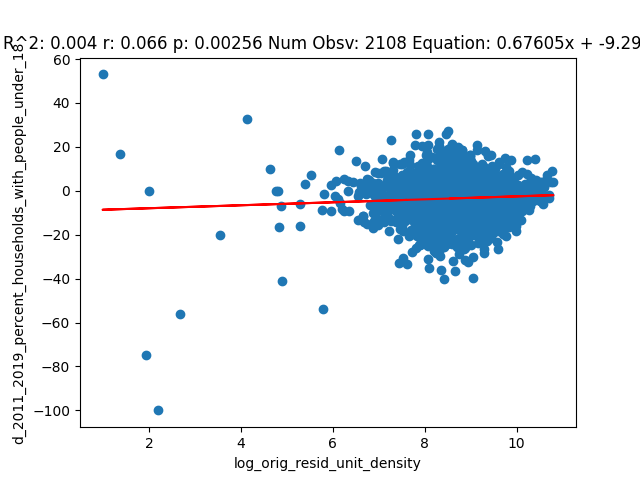 R^2: 0.004 r: 0.066 p: 0.00256 Num Obsv: 2108 Equation: 0.67605x + -9.29
d_2011_2019_percent_households_with_people_under_18
60
40
20
0
−20
−40
−60
−80
−100
2 4 6 8 10
log_orig_resid_unit_density